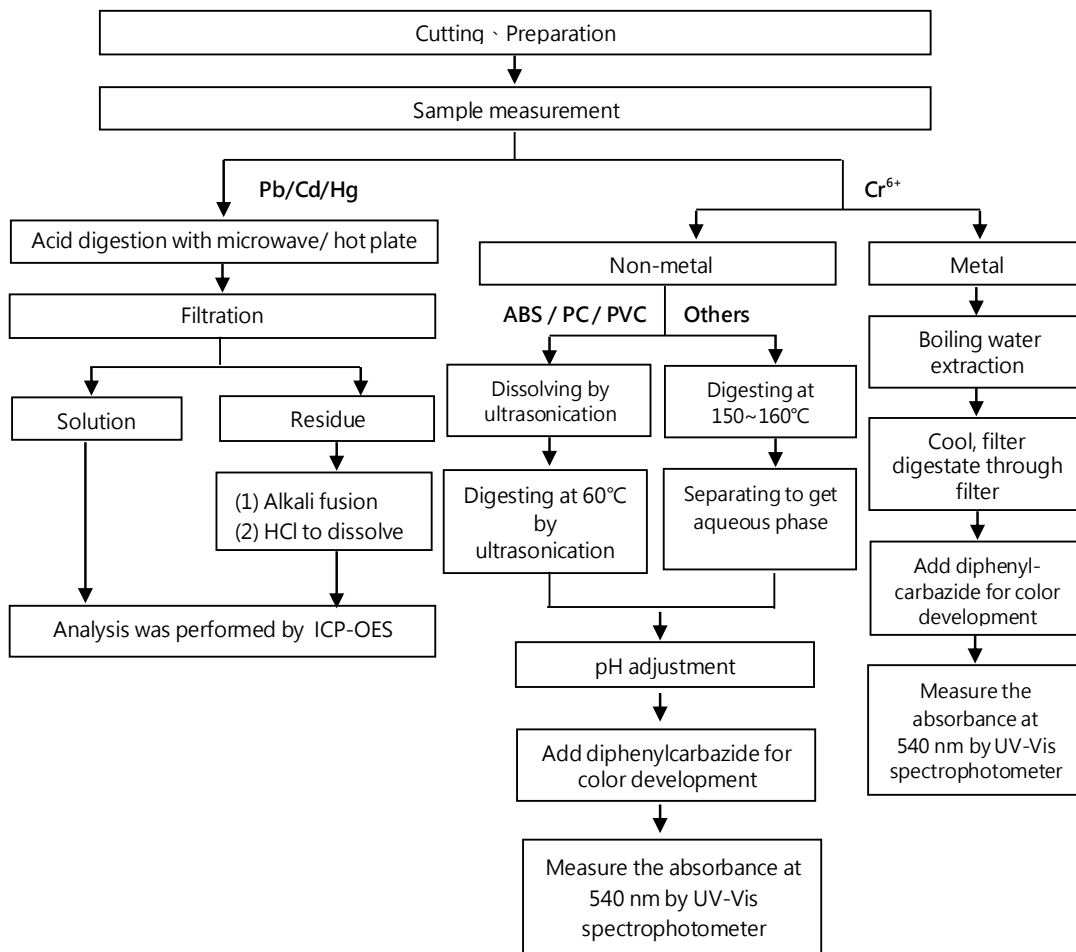 Cutting、Preparation
Sample measurement
Pb/Cd/Hg
Cr⁶⁺
Acid digestion with microwave/ hot plate
Filtration
Solution
Residue
(1) Alkali fusion
(2) HCl to dissolve
Analysis was performed by ICP-OES
Non-metal
ABS / PC / PVC
Others
Dissolving by
ultrasonication
Digesting at 60℃
by
ultrasonication
Digesting at
150~160℃
Separating to get
aqueous phase
pH adjustment
Add diphenylcarbazide for
color development
Measure the absorbance at
540 nm by UV-Vis
spectrophotometer
Metal
Boiling water
extraction
Cool, filter
digestate through
filter
Add diphenyl-
carbazide for color
development
Measure the
absorbance at
540 nm by UV-Vis
spectrophotometer